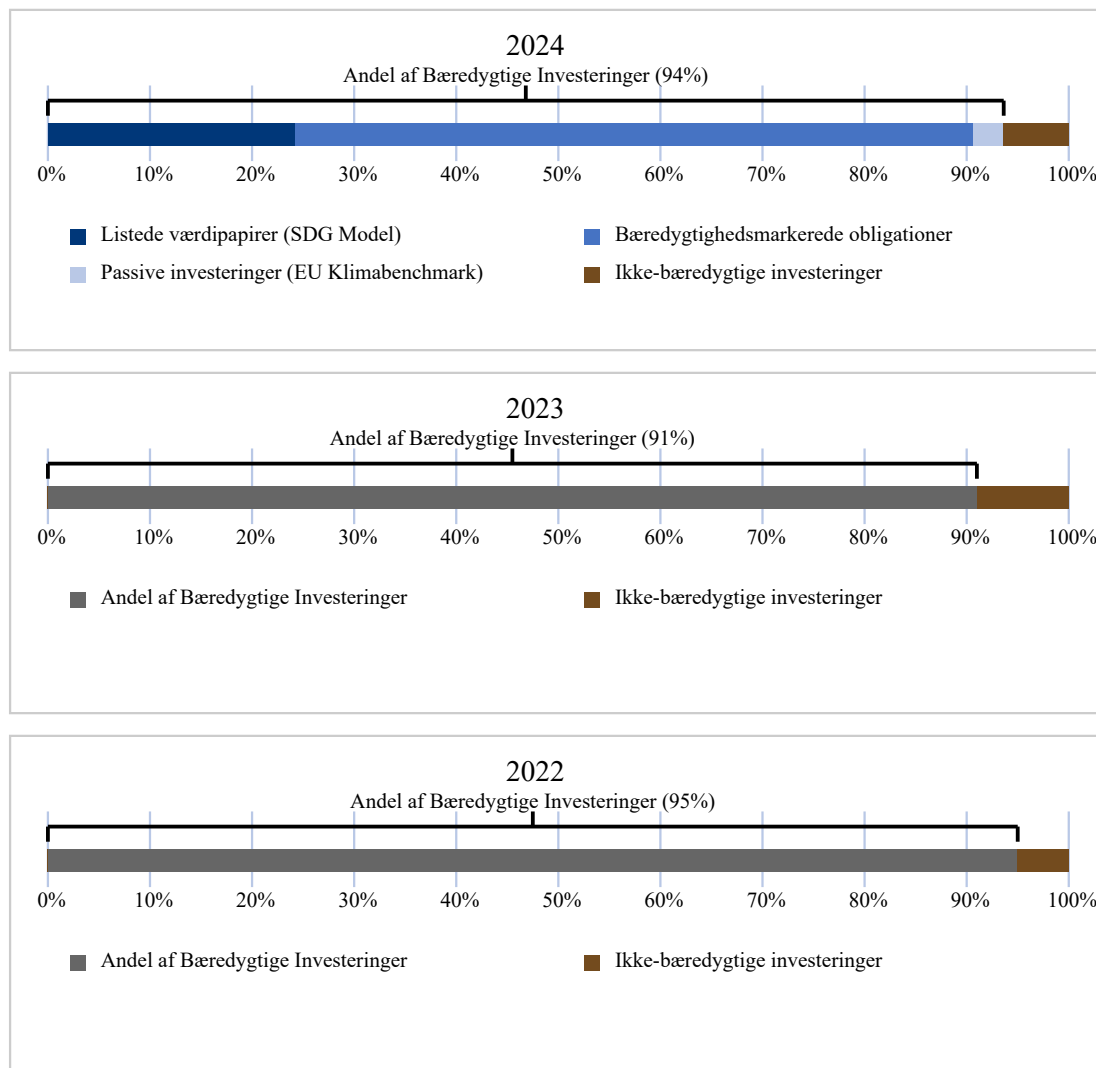 2024
Andel af Bæredygtige Investeringer (94%)
0% 10% 20% 30% 40% 50% 60% 70% 80% 90% 100%
Listede værdipapirer (SDG Model) Bæredygtighedsmarkerede obligationer
Passive investeringer (EU Klimabenchmark) Ikke-bæredygtige investeringer
2023
Andel af Bæredygtige Investeringer (91%)
0% 10% 20% 30% 40% 50% 60% 70% 80% 90% 100%
Andel af Bæredygtige Investeringer Ikke-bæredygtige investeringer
2022
Andel af Bæredygtige Investeringer (95%)
0% 10% 20% 30% 40% 50% 60% 70% 80% 90% 100%
Andel af Bæredygtige Investeringer Ikke-bæredygtige investeringer